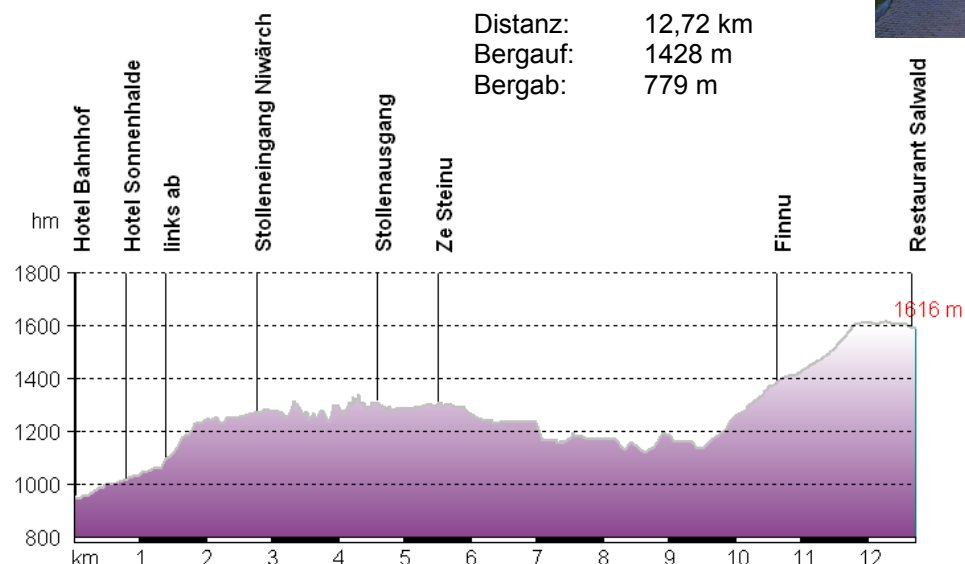 Distanz: 12,72 km
Bergauf: 1428 m
Bergab: 779 m
Hotel Bahnhof
Hotel Sonnenhalde
links ab
Stolleneingang Niwärch
Stollenausgang
Ze Steinu
Finnu
Restaurant Salwald
hm
1800
1616 m
1600
1400
1200
1000
800
km 1 2 3 4 5 6 7 8 9 10 11 12